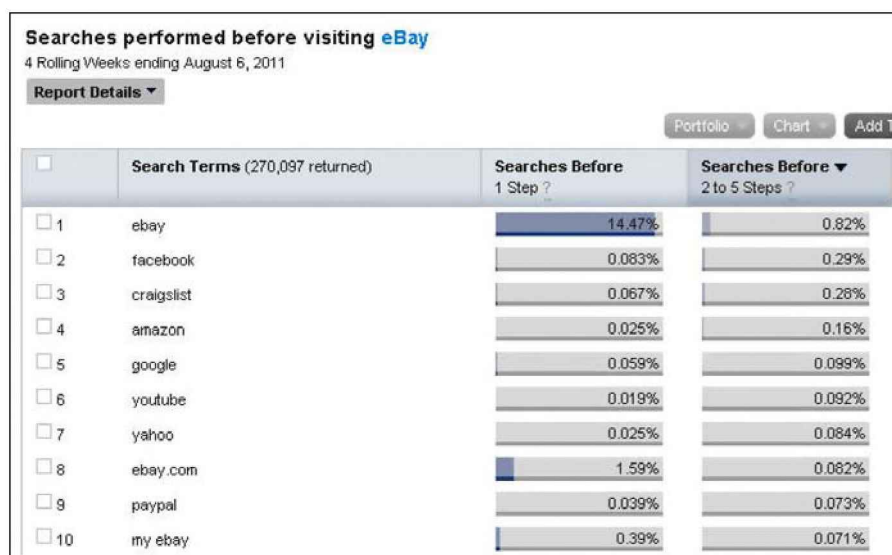 Searches performed before visiting eBay
4 Rolling Weeks ending August 6, 2011
Report Details
Portfolio Chart Add T
Search Terms (270,097 returned) Searches Before Searches Before
1 Step ? 2 to 5 Steps ?
1 ebay 14.47% 0.82%
2 facebook 0.083% 0.29%
3 craigslist 0.067% 0.28%
4 amazon 0.025% 0.16%
5 google 0.059% 0.099%
6 youtube 0.019% 0.092%
7 yahoo 0.025% 0.084%
8 ebay.com 1.59% 0.082%
9 paypal 0.039% 0.073%
10 my ebay 0.39% 0.071%